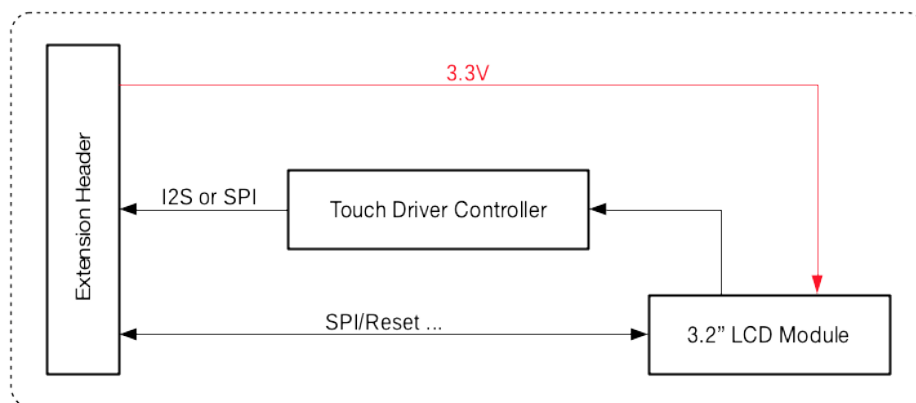 3.3V
Extension Header
I2S or SPI
Touch Driver Controller
SPI/Reset ...
3.2” LCD Module